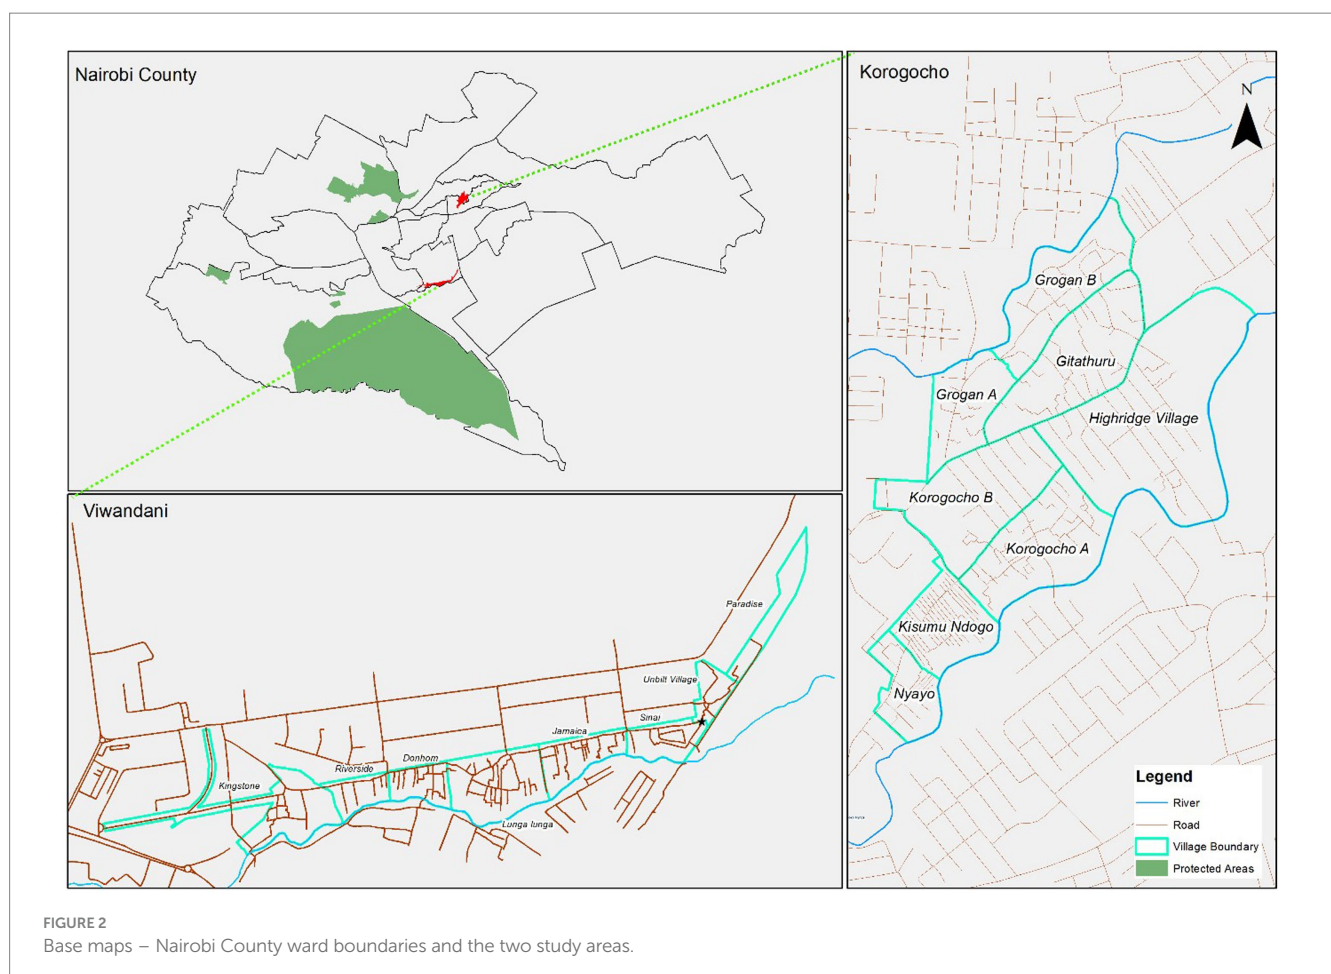 Nairobi County
Korogocho
N
Grogan B
Gitathuru
Grogan A
Highridge Village
Korogocho B
Korogocho A
Kisumu Ndogo
Nyayo
Viwandani
Paradise
Unbilt Village
Sinai
Jamaica
Donhom
Riverside
Kingstone
Lunga lunga
Legend
River
Road
Village Boundary
Protected Areas
FIGURE 2
Base maps – Nairobi County ward boundaries and the two study areas.